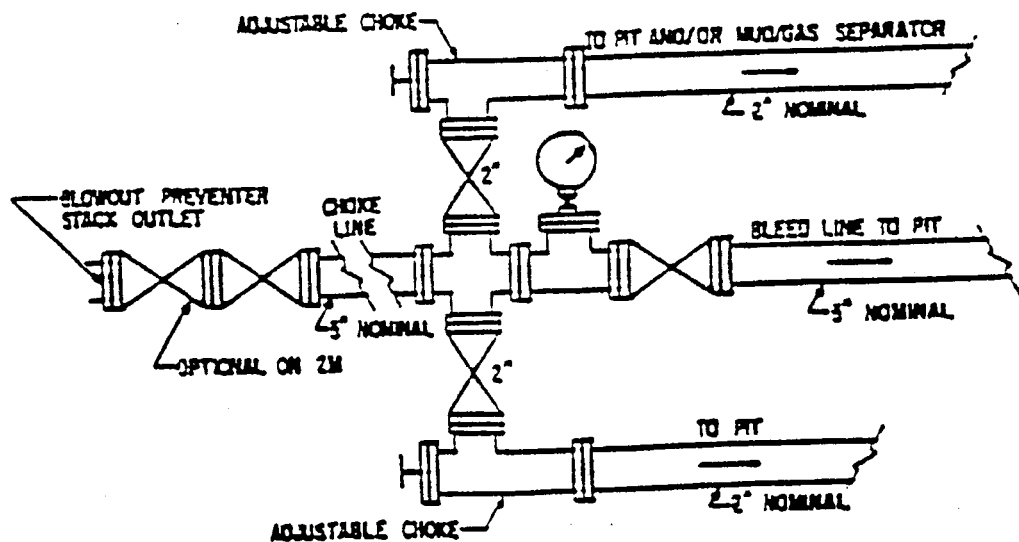 ADJUSTABLE CHOKE
TO PIT AND/OR MUD/GAS SEPARATOR
2" NOMINAL
2"
BLOWOUT PREVENTER
STACK OUTLET
CHOKE
LINE
BLEED LINE TO PIT
3" NOMINAL
3" NOMINAL
OPTIONAL ON 2M
2"
TO PIT
2" NOMINAL
ADJUSTABLE CHOKE